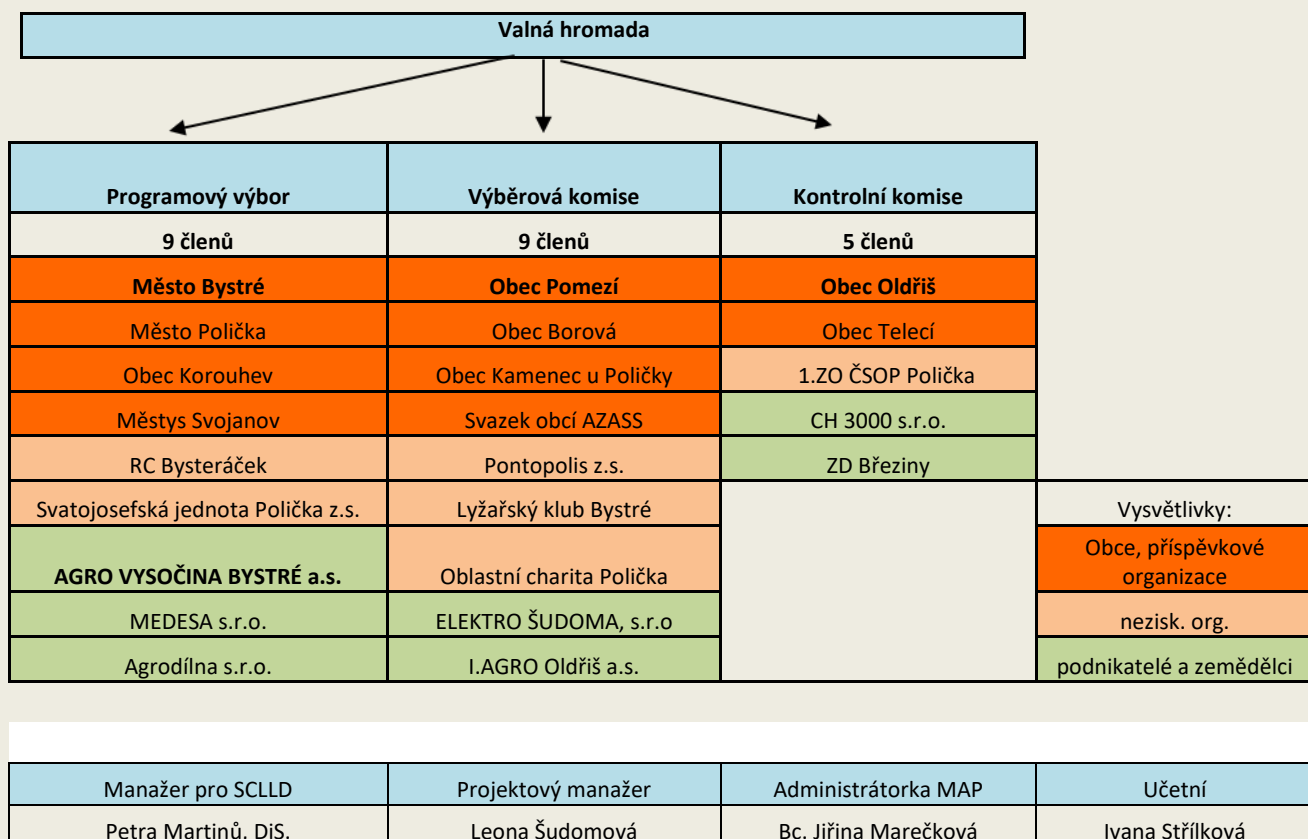 Valná hromada
Programový výbor Výběrová komise Kontrolní komise
9 členů 9 členů 5 členů
Město Bystré Obec Pomezí Obec Oldřiš
Město Polička Obec Borová Obec Telecí
Obec Korouhev Obec Kamenec u Poličky 1.ZO ČSOP Polička
Městys Svojanov Svazek obcí AZASS CH 3000 s.r.o.
RC Bysteráček Pontopolis z.s. ZD Březiny
Svatojosefská jednota Polička z.s. Lyžařský klub Bystré Vysvětlivky:
AGRO VYSOČINA BYSTRÉ a.s. Oblastní charita Polička Obce, příspěvkové
organizace
MEDESA s.r.o. ELEKTRO ŠUDOMA, s.r.o nezisk. org.
Agrodílna s.r.o. I.AGRO Oldřiš a.s. podnikatelé a zemědělci
Manažer pro SCLLD Projektový manažer Administrátorka MAP Učetní
Petra Martinů, DiS. Leona Šudomová Bc. Jiřina Marečková Ivana Střílková